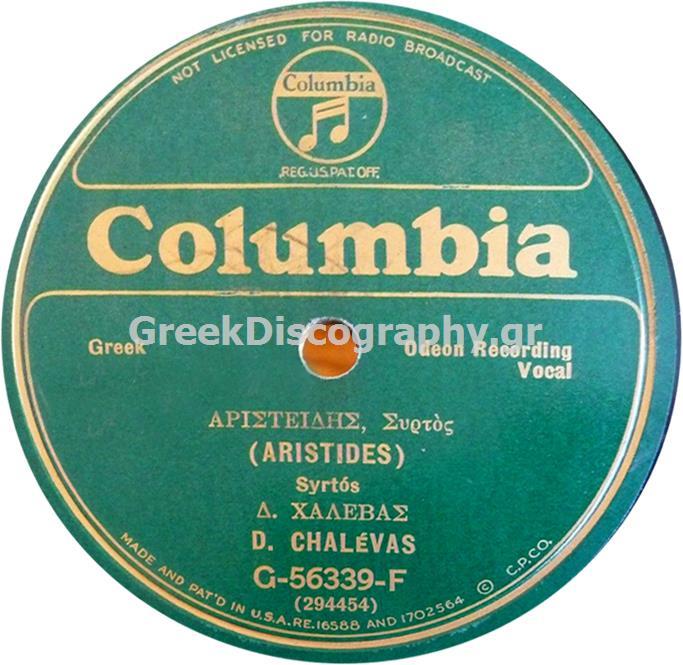 NOT LICENSED FOR RADIO BROADCAST
Columbia
REG.U.S.PAT.OFF.
Columbia
GreekDiscography.gr
Greek
Odeon Recording
Vocal
ΑΡΙΣΤΕΙΔΗΣ, Συρτὸς
(ARISTIDES)
Syrtós
Δ. ΧΑΛΕΒΑΣ
D. CHALÉVAS
G-56339-F
(294454)
MADE AND PAT'D IN U.S.A. RE. 16588 AND 1702564 © C.P.CO.